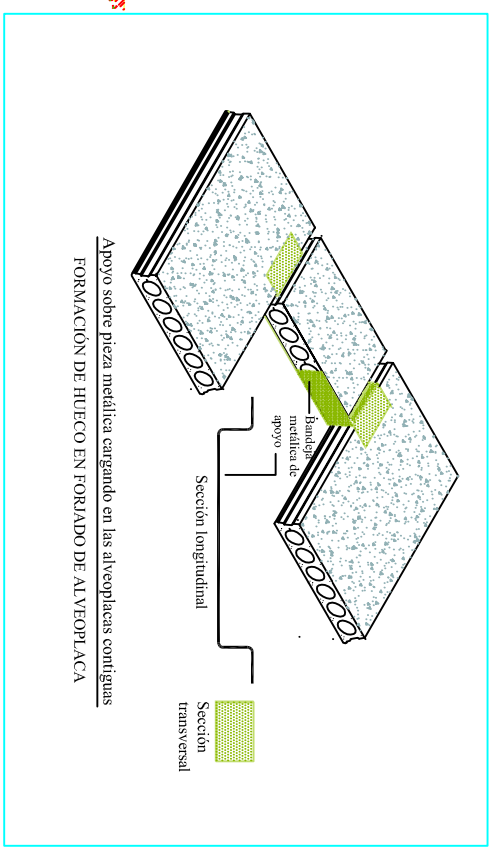 Bandeja
metálica de
apoyo
Sección longitudinal
Sección
transversal
Apoyo sobre pieza metálica cargando en las alveoplacas contiguas
FORMACIÓN DE HUECO EN FORJADO DE ALVEOPLACA